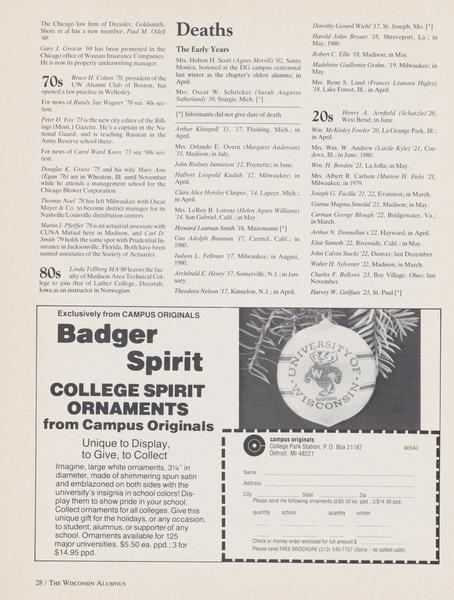 The Chicago law firm of Dressler, Goldsmith,
Shore et al has a new member, Paul M. Odell
'68.
Gary J. Grewar '69 has been promoted in the
Chicago office of Wausau Insurance Companies.
He is now its property underwriting manager.
70s Bruce H. Cohen '70, president of the
UW Alumni Club of Boston, has
opened a law practice in Wellesley.
For news of Randy Sue Wagner '70 see '40s sec-
tion.
Peter D. Fox '73 is the new city editor of the Bill-
ings (Mont.) Gazette. He's a captain in the Na-
tional Guard, and is teaching Russian in the
Army Reserve school there.
For news of Carol Ward Knox '73 see '60s sec-
tion.
Douglas K. Griese '75 and his wife Mary Ann
(Egan '76) are in Wheaton, Ill. until November
while he attends a management school for the
Chicago Blower Corporation.
Thomas Noel '78 has left Milwaukee with Oscar
Mayer & Co. to become district manager for its
Nashville/Louisville distribution centers.
Martin J. Pfeiffer '78 is an actuarial associate with
CUNA Mutual here in Madison, and Carl D.
Smith '79 holds the same spot with Prudential In-
surance in Jacksonville, Florida. Both have been
named associates of the Society of Actuaries.
80s Linda Tellberg MA'80 leaves the fac-
ulty of Madison Area Technical Col-
lege to join that of Luther College, Decorah,
Iowa as an instructor in Norwegian.
Deaths
The Early Years
Mrs. Holton H. Scott (Agnes Merrill) '02, Santa
Monica, honored at the DG campus centennial
last winter as the chapter's oldest alumna; in
April.
Mrs. Oscar W. Schricker (Sarah Augusta
Sutherland) '10, Sturgis, Mich. [*]
[*] Informants did not give date of death
Arthur Kleinpell '11, '17, Flushing, Mich.; in
April.
Mrs. Orlando E. Overn (Margaret Anderson)
'11, Madison; in July.
John Rodney Jamieson '12, Poynette; in June.
Halbert Leopold Kadish '12, Milwaukee; in
April.
Clara Alice Horsley Clasper, '14, Lapeer, Mich.;
in April.
Mrs. LeRoy B. Lorenz (Helen Agnes Williams)
'14, San Gabriel, Calif.; in May.
Howard Leaman Smith '16, Mazomanie [*]
Gus Adolph Bauman '17, Carmel, Calif.; in
1980.
Judson L. Fellman '17, Milwaukee; in August,
1980.
Archibald E. Henry '17, Somerville, N.J.; in Jan-
uary.
Theodora Nelson '17, Kanselon, N.J.; in April.
Dorothy Gerard Wiehl '17, St. Joseph, Mo. [*]
Harold John Bryant '18, Shreveport, La.; in
May, 1980.
Robert C. Ellis '18, Madison; in May.
Madeleine Guillemin Grahn, '19, Milwaukee; in
May.
Mrs. Rene S. Lund (Frances Leanora Higley)
'18, Lake Forest, Ill.; in April.
20s Henry A. Arnfield (Schatzle) '20,
West Bend; in June.
Wm. McKinley Fowler '20, La Grange Park, Ill.;
in April.
Mrs. Wm. W. Andrew (Lucile Kyle) '21, Cor-
dova, Ill.; in June, 1980.
Wm. H. Borden '21, La Jolla; in May.
Mrs. Albert R. Carlson (Marion H. Fish) '21,
Milwaukee; in 1979.
Joseph G. Fucilla '21, '22, Evanston; in March.
Gunna Magma Smedal '21, Madison; in May.
Carman George Blough '22, Bridgewater, Va.;
in March.
Arthur N. Donnellan x'22, Hayward; in April.
Elsie Sameth '22, Riverside, Calif.; in May.
John Calvin Stucki '22, Denver; last December.
Walter H. Sylvester '22, Madison; in March.
Charles F. Bellows '23, Bay Village, Ohio; last
November.
Harvey W. Geilfuss '23, St. Paul [*]
Exclusively from CAMPUS ORIGINALS
Badger
Spirit
COLLEGE SPIRIT
ORNAMENTS
from Campus Originals
Unique to Display,
to Give, to Collect
Imagine, large white ornaments, 3¼" in
diameter, made of shimmering spun satin
and emblazoned on both sides with the
university's insignia in school colors! Dis-
play them to show pride in your school.
Collect ornaments for all colleges. Give this
unique gift for the holidays, or any occasion,
to student, alumnus, or supporter of any
school. Ornaments available for 125
major universities. $5.50 ea. ppd.; 3 for
$14.95 ppd.
UNIVERSITY OF
WISCONSIN
BADGERS
campus originals
College Park Station, P.O. Box 21187
Detroit, MI 48221
WISA2
Name
Address
City State Zip
Please send me following ornaments @$5.50 ea. ppd., 3/$14.95 ppd.
quantity school quantity school
Check or money order enclosed for full amount $
Please send FREE BROCHURE (313) 545-7757 (Sorry - no collect calls)
28 / THE WISCONSIN ALUMNUS